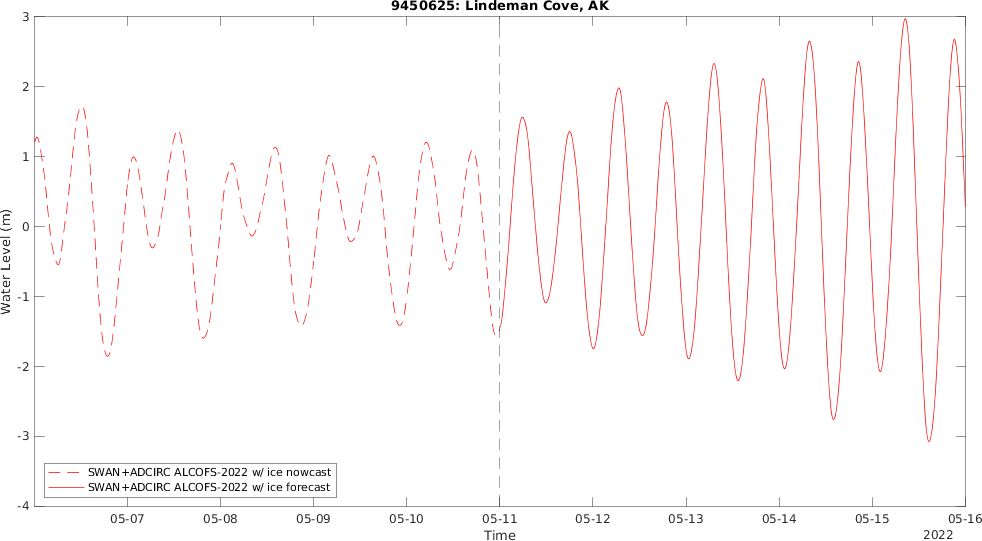 9450625: Lindeman Cove, AK
3
2
1
0
-1
-2
-3
-4
Water Level (m)
SWAN+ADCIRC ALCOFS-2022 w/ ice nowcast
SWAN+ADCIRC ALCOFS-2022 w/ ice forecast
05-07 05-08 05-09 05-10 05-11 05-12 05-13 05-14 05-15 05-16
Time
2022